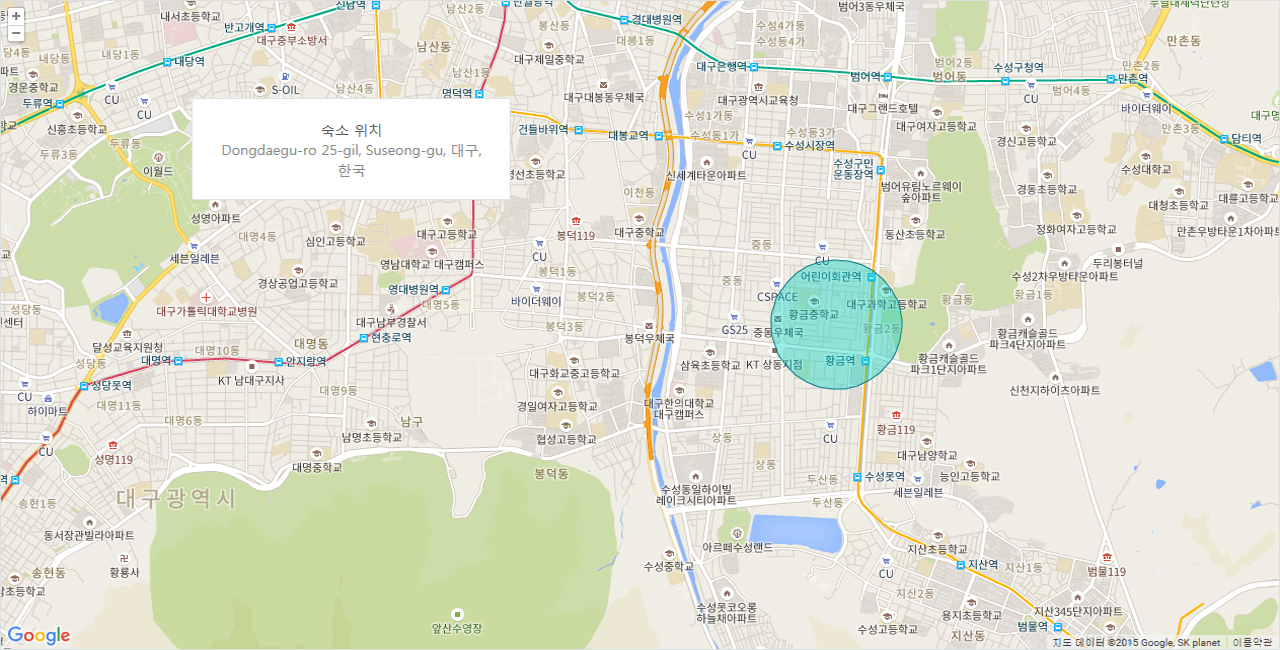 +
−
내서초등학교
반고개역
대구중부소방서
남산역
남산2동
남산동
경대병원역
대봉1동
수성4가동
수성4가
범어3동우체국
만촌동
내당동
내당1동
내당역
대구제일중학교
남산1동
대구은행역
범어역
범어2동
범어동
수성구청역
만촌2동
만촌역
경운중학교
CU
S-OIL
남산4동
명덕역
대구대봉동우체국
대구광역시교육청
대구그랜드호텔
범어4동
CU
바이더웨이
두류역
CU
신흥초등학교
두류동
건들바위역
대봉교역
수성1가동
수성동1가
수성동3가
CU
수성시장역
대구여자고등학교
경신고등학교
만촌3동
담티역
숙소 위치
Dongdaegu-ro 25-gil, Suseong-gu, 대구,
한국
두류3동
이월드
수성구민
운동장역
신세계타운아파트
범어유림노르웨이
숲아파트
경동초등학교
수성대학교
대청초등학교
대륜고등학교
성명아파트
대명4동
심인고등학교
대구고등학교
이천동
봉덕119
대구중학교
중동
CU
동산초등학교
정화여자고등학교
만촌우방타운1차아파트
세븐일레븐
영남대학교 대구캠퍼스
CU
두리봉터널
경상공업고등학교
봉덕1동
중동
어린이회관역
수성2차우방타운아파트
영대병원역
대명5동
바이더웨이
봉덕2동
CSPACE
대구과학고등학교
황금동
황금1동
대구가톨릭대학교병원
대구남부경찰서
봉덕3동
GS25
황금중학교
중동우체국
황금2동
황금캐슬골드
파크4단지아파트
성당동
달성교육지원청
대명동
현충로역
봉덕우체국
대명10동
대명역
안지랑역
삼육초등학교
KT 상동지점
황금역
황금캐슬골드
파크1단지아파트
성당동
성당못역
KT 남대구지사
대구화교중고등학교
신천지하이츠아파트
CU
하이마트
대명11동
대명9동
경일여자고등학교
대구한의대학교
대구캠퍼스
대명6동
남구
남명초등학교
협성고등학교
상동
CU
황금119
CU
성명119
대명중학교
봉덕동
상동
대구남양학교
두산동
수성못역
능인고등학교
세븐일레븐
송현1동
대구광역시
수성동일하이빌
레이크시티아파트
두산동
동서장관빌라아파트
아르떼수성랜드
지산초등학교
송현동
황룡사
수성중학교
CU
지산역
지산1동
범물119
지산2동
앞산수영장
수성못코오롱
하늘채아파트
수성고등학교
용지초등학교
지산345단지아파트
지산동
범물역
Google
지도 데이터 ©2015 Google, SK planet
이용약관